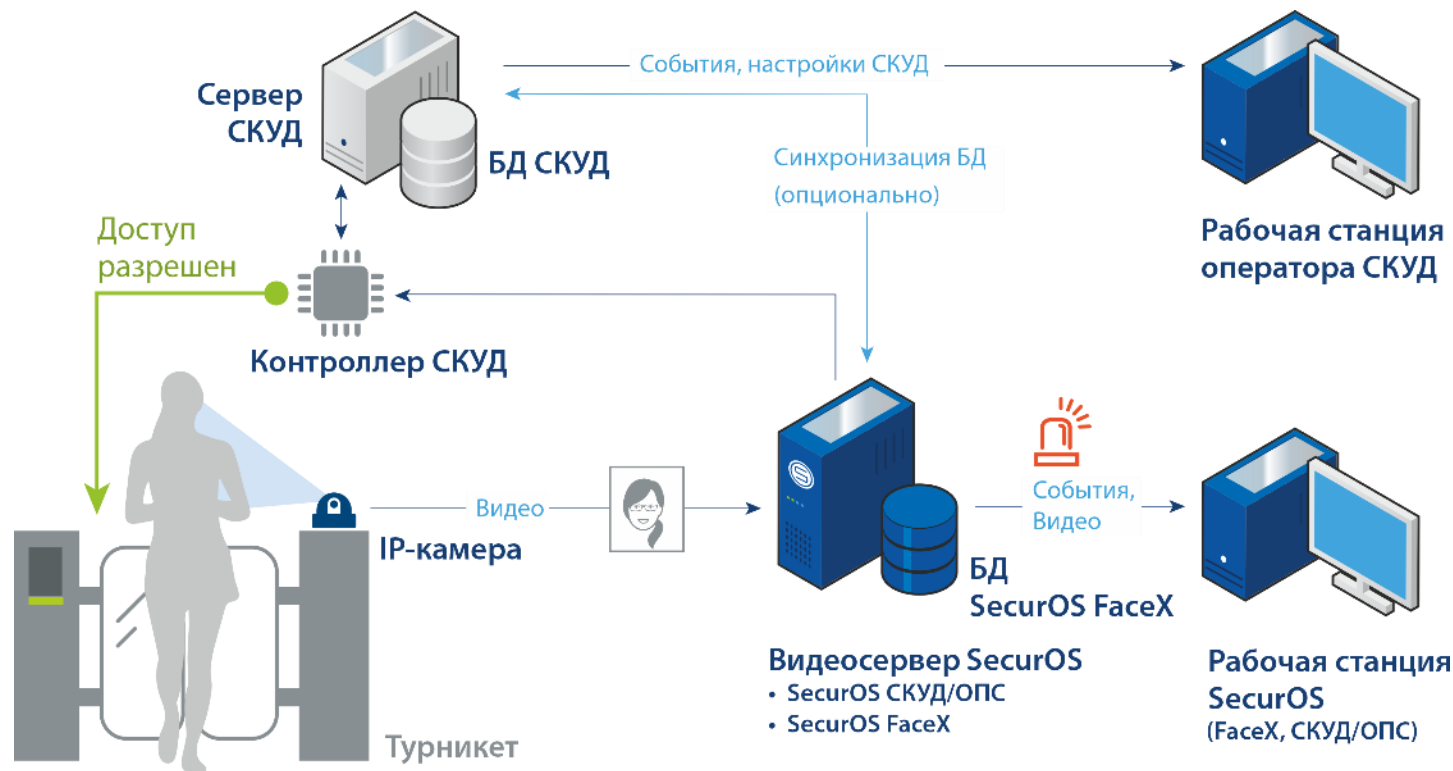 События, настройки СКУД
Сервер
СКУД
БД СКУД
Синхронизация БД
(опционально)
Рабочая станция
оператора СКУД
Доступ
разрешен
Контроллер СКУД
Видео
IP-камера
События,
Видео
БД
SecurOS FaceX
Видеосервер SecurOS
• SecurOS СКУД/ОПС
• SecurOS FaceX
Рабочая станция
SecurOS
(FaceX, СКУД/ОПС)
Турникет